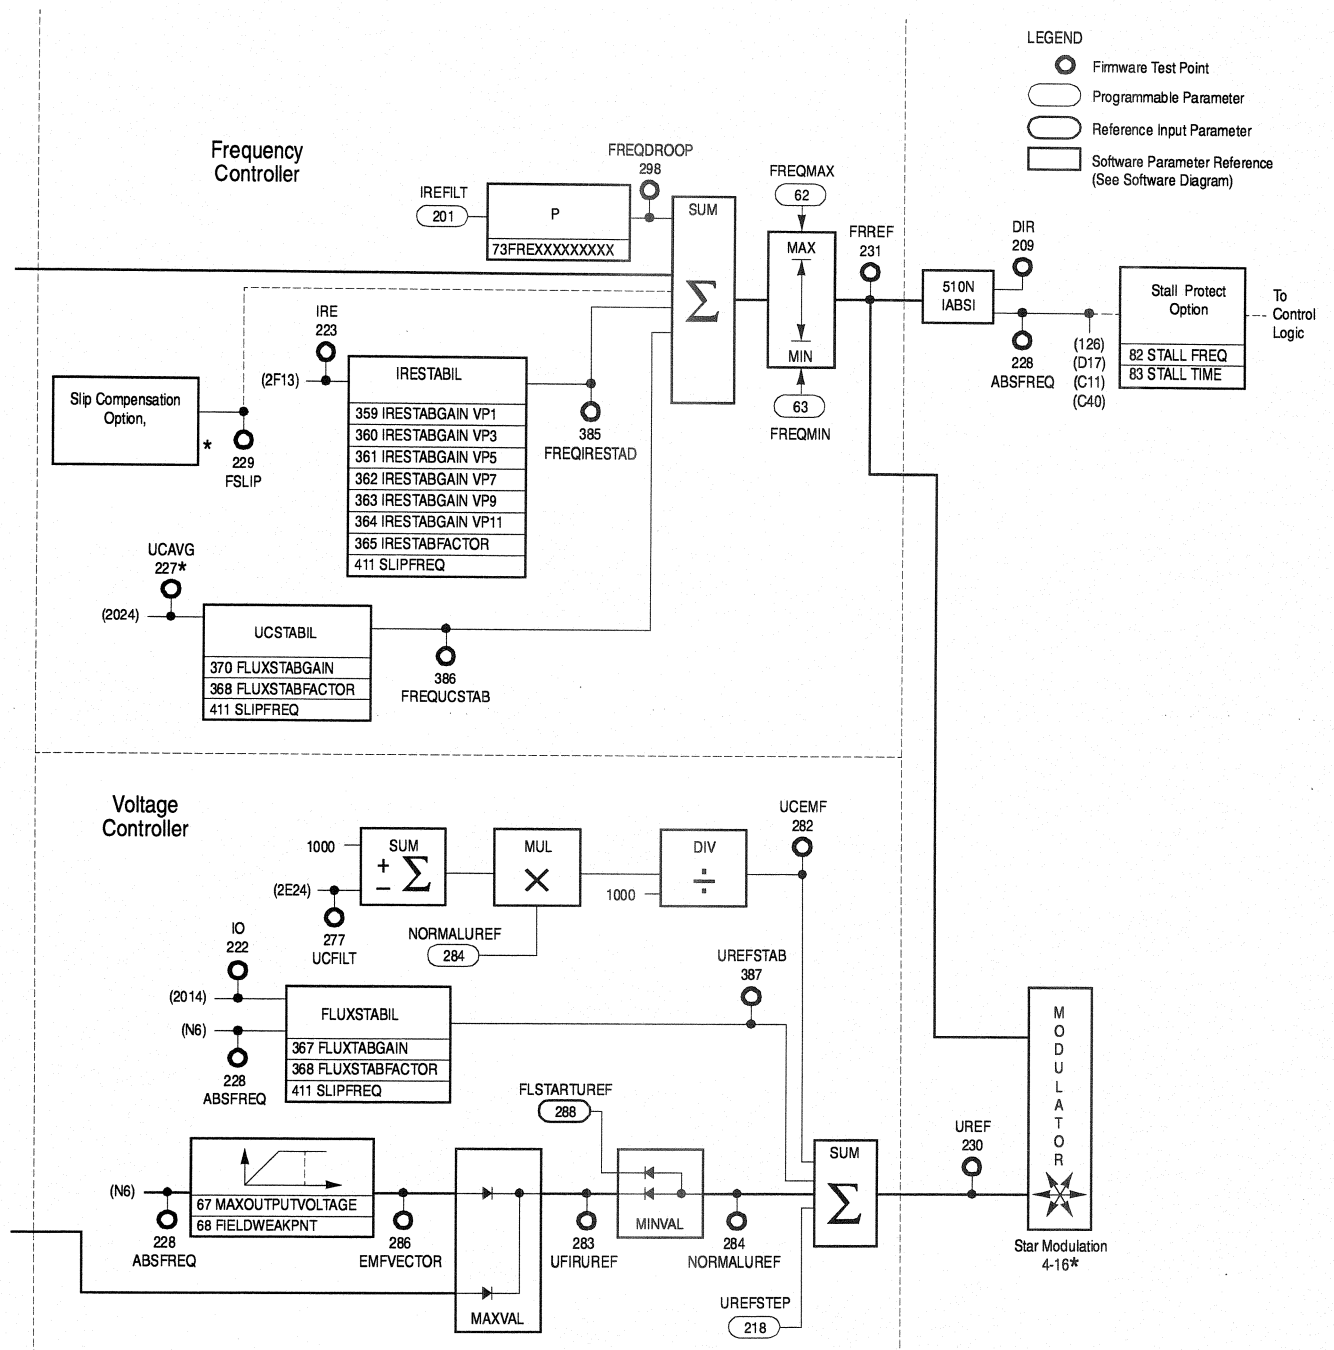 LEGEND
Firmware Test Point
Programmable Parameter
Reference Input Parameter
Software Parameter Reference
(See Software Diagram)
Frequency
Controller
FREQDROOP
298
IREFILT
201
P
73FREXXXXXXXXX
SUM
Σ
FREQMAX
62
MAX
MIN
63
FREQMIN
FRREF
231
510N
IABSI
DIR
209
228
ABSFREQ
(126)
(D17)
(C11)
(C40)
Stall Protect
Option
82 STALL FREQ
83 STALL TIME
To
Control
Logic
IRE
223
(2F13)
IRESTABIL
359 IRESTABGAIN VP1
360 IRESTABGAIN VP3
361 IRESTABGAIN VP5
362 IRESTABGAIN VP7
363 IRESTABGAIN VP9
364 IRESTABGAIN VP11
365 IRESTABFACTOR
411 SLIPFREQ
385
FREQIRESTAD
Slip Compensation
Option,
*
229
FSLIP
UCAVG
227*
(2024)
UCSTABIL
370 FLUXSTABGAIN
368 FLUXSTABFACTOR
411 SLIPFREQ
386
FREQUCSTAB
Voltage
Controller
1000
(2E24)
SUM
+
− Σ
277
UCFILT
MUL
×
NORMALUREF
284
DIV
÷
1000
UCEMF
282
IO
222
(2014)
(N6)
228
ABSFREQ
FLUXSTABIL
367 FLUXTABGAIN
368 FLUXSTABFACTOR
411 SLIPFREQ
UREFSTAB
387
FLSTARTUREF
288
(N6)
228
ABSFREQ
67 MAXOUTPUTVOLTAGE
68 FIELDWEAKPNT
286
EMFVECTOR
MAXVAL
283
UFIRUREF
MINVAL
284
NORMALUREF
UREFSTEP
218
SUM
Σ
UREF
230
MODULATOR
Star Modulation
4-16*